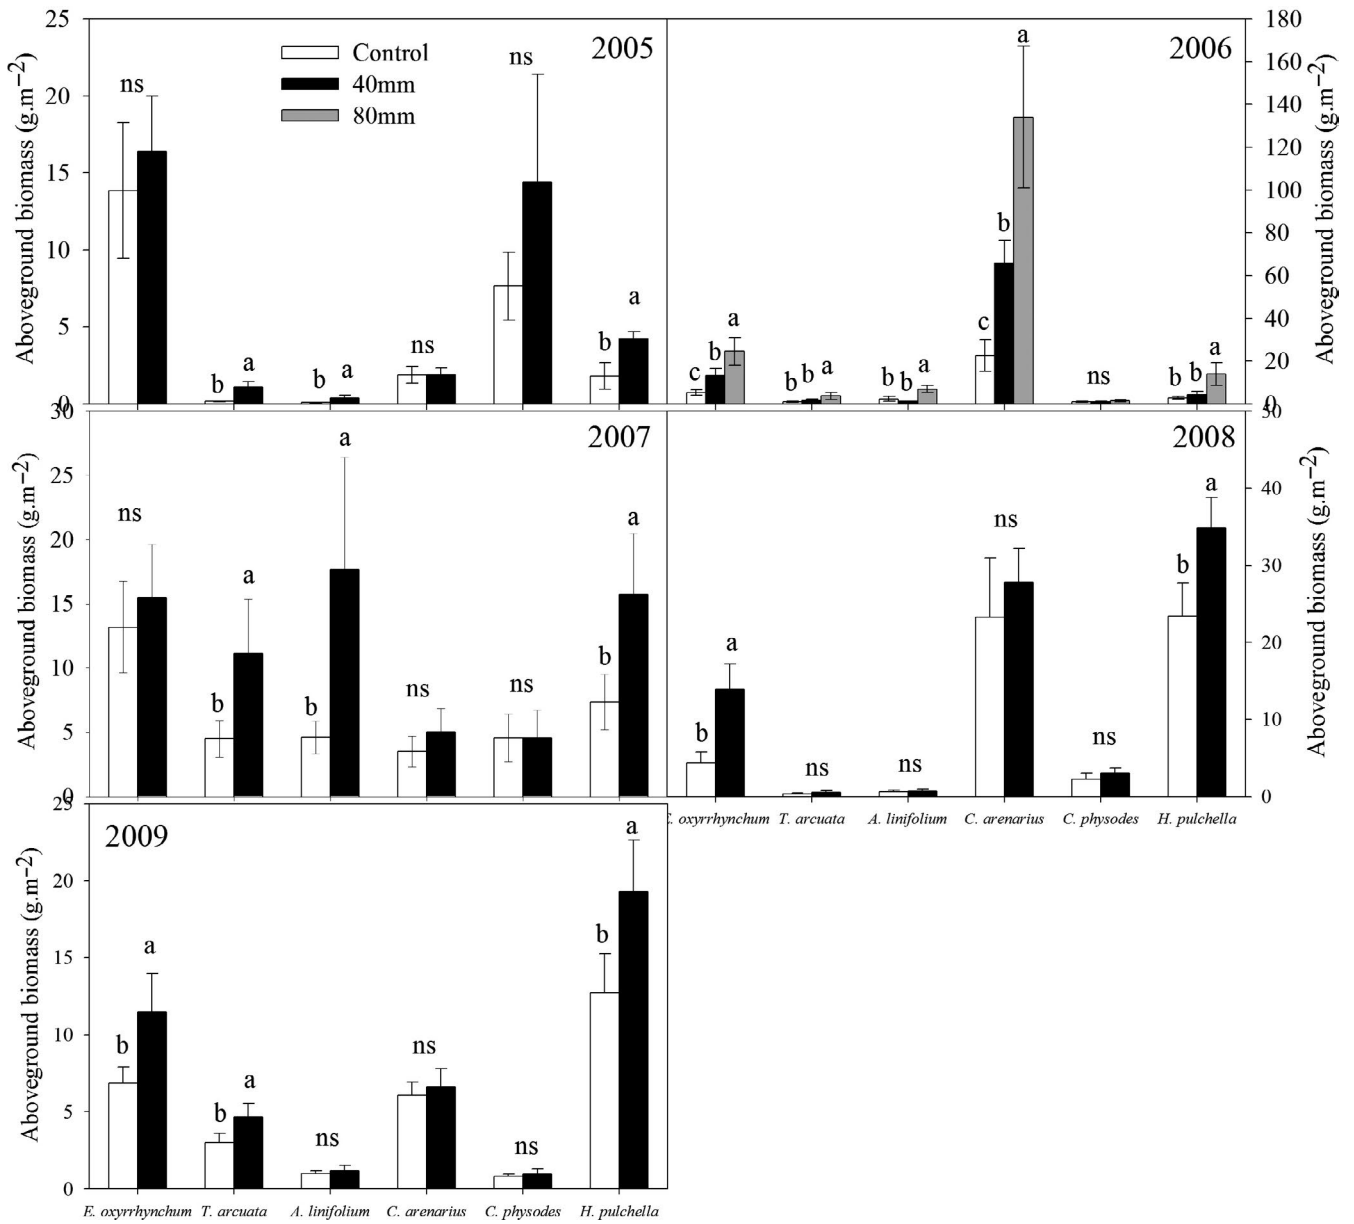 25
20
15
10
5
0
Aboveground biomass (g.m−2)
Control
40mm
80mm
2005
ns
b
a
b
a
ns
ns
b
a
2006
180
160
140
120
100
80
60
40
20
0
Aboveground biomass (g.m−2)
c
b
a
b
b
a
b
b
a
c
b
a
ns
b
b
a
30
25
20
15
10
5
0
Aboveground biomass (g.m−2)
2007
ns
b
a
b
a
ns
ns
b
a
2008
50
40
30
20
10
0
Aboveground biomass (g.m−2)
b
a
ns
ns
ns
ns
b
a
E. oxyrrhynchum
T. arcuata
A. linifolium
C. arenarius
C. physodes
H. pulchella
25
20
15
10
5
0
Aboveground biomass (g.m−2)
2009
b
a
b
a
ns
ns
ns
b
a
E. oxyrrhynchum
T. arcuata
A. linifolium
C. arenarius
C. physodes
H. pulchella